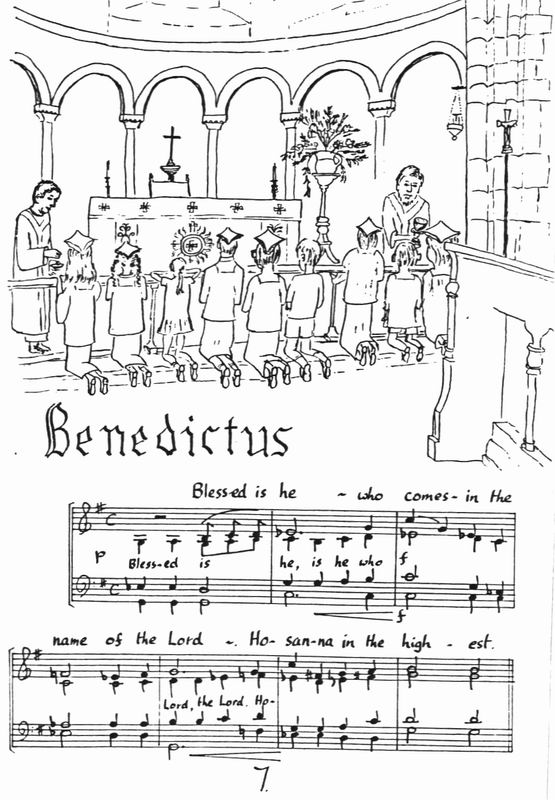 Benedictus
Bless-ed is he ~ who comes- in the
p Bless-ed is he, is he who f
f
name of the Lord ~. Ho- san-na in the high - est.
Lord, the Lord. Ho-
7.